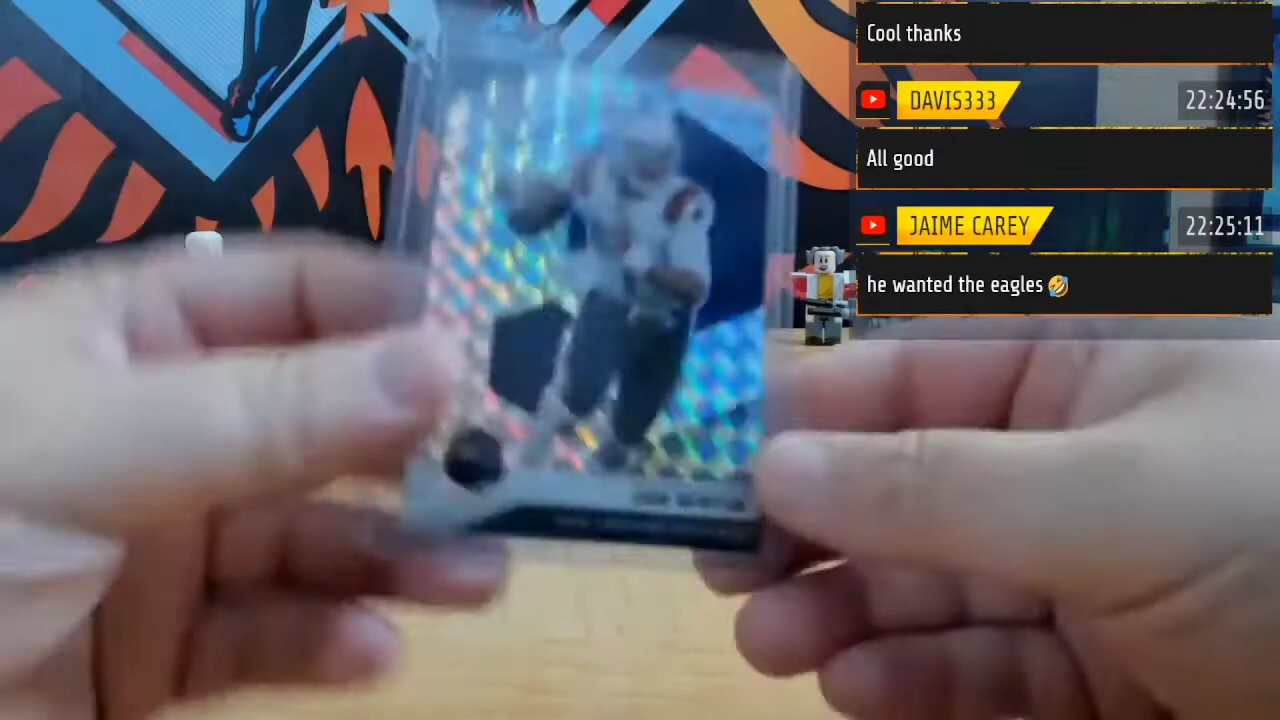 Cool thanks
DAVIS333
22:24:56
All good
JAIME CAREY
22:25:11
he wanted the eagles 🤣